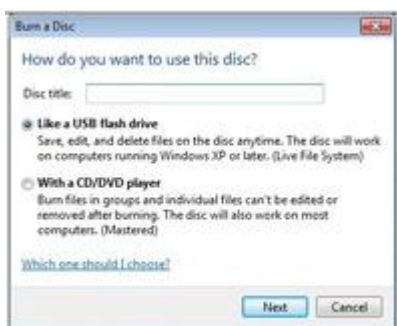 Burn a Disc
How do you want to use this disc?
Disc title:
Like a USB flash drive
Save, edit, and delete files on the disc anytime. The disc will work
on computers running Windows XP or later. (Live File System)
With a CD/DVD player
Burn files in groups and individual files can't be edited or
removed after burning. The disc will also work on most
computers. (Mastered)
Which one should I choose?
Next Cancel